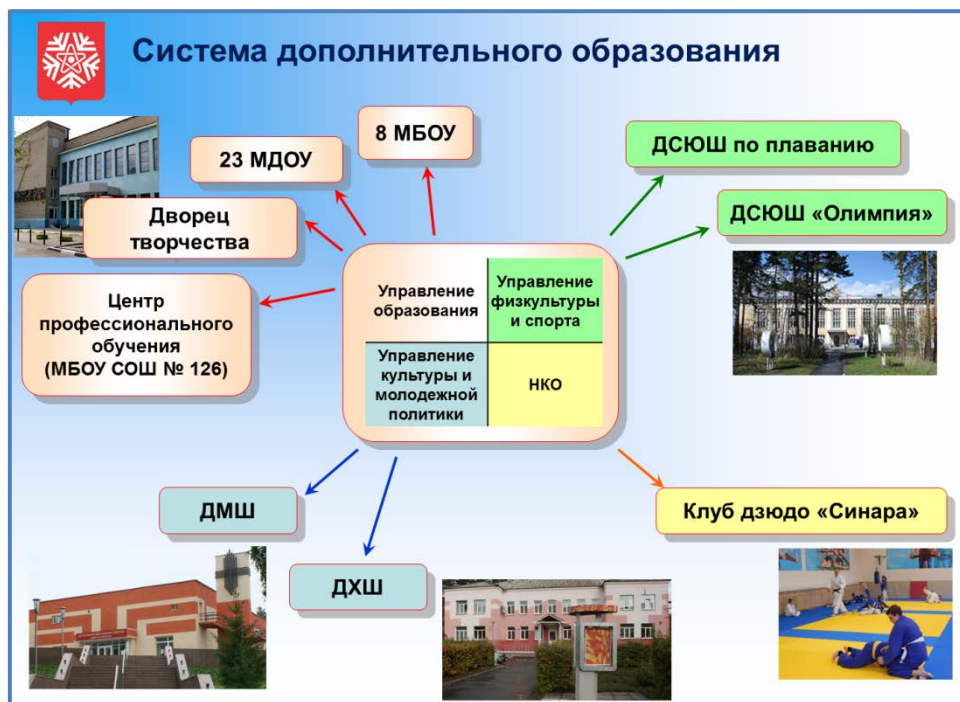 Система дополнительного образования
8 МБОУ
23 МДОУ
Дворец
творчества
Центр
профессионального
обучения
(МБОУ СОШ № 126)
ДСЮШ по плаванию
ДСЮШ «Олимпия»
Управление
образования
Управление
физкультуры
и спорта
Управление
культуры и
молодежной
политики
НКО
ДМШ
ДХШ
Клуб дзюдо «Синара»